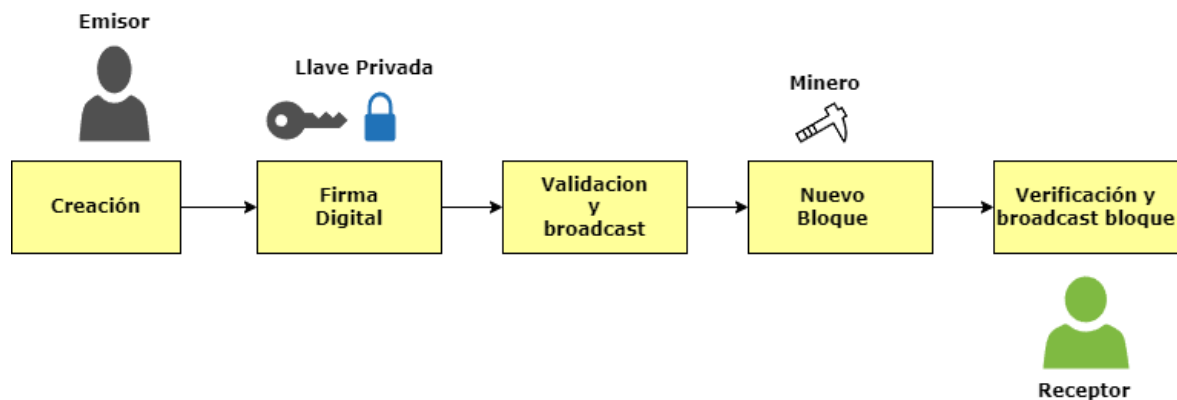 Emisor
Llave Privada
Minero
Creación
Firma
Digital
Validacion
y
broadcast
Nuevo
Bloque
Verificación y
broadcast bloque
Receptor